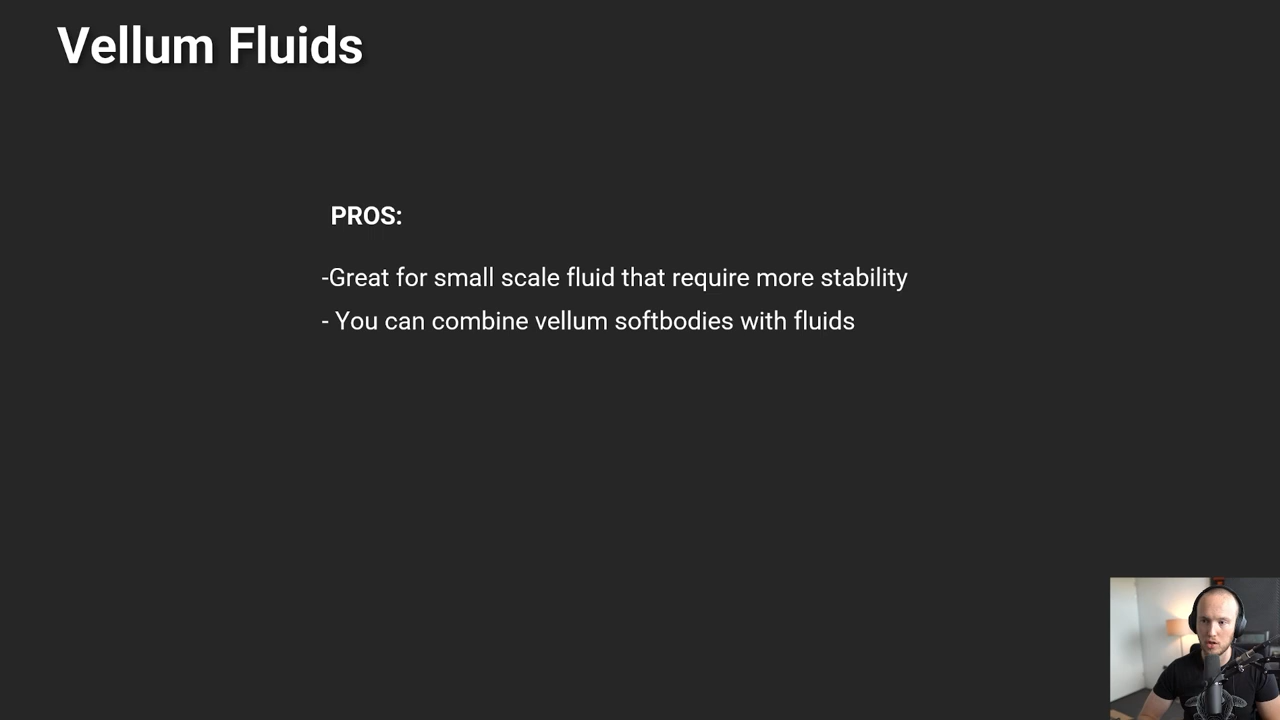 Vellum Fluids
PROS:
-Great for small scale fluid that require more stability
- You can combine vellum softbodies with fluids